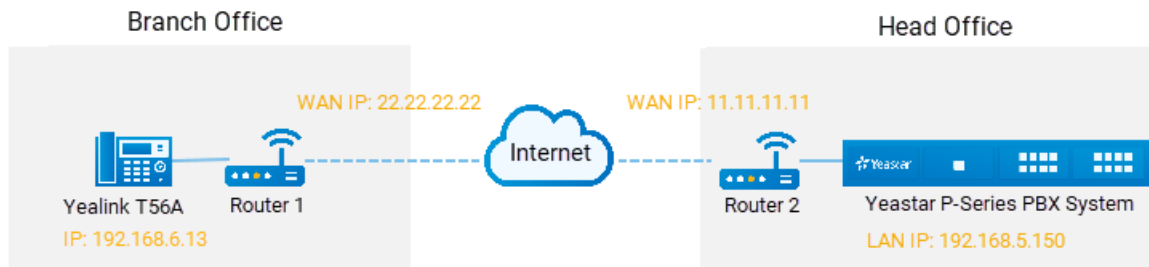 Branch Office
Head Office
WAN IP: 22.22.22.22
WAN IP: 11.11.11.11
Internet
Yeastar
Yealink T56A
Router 1
Router 2
Yeastar P-Series PBX System
IP: 192.168.6.13
LAN IP: 192.168.5.150